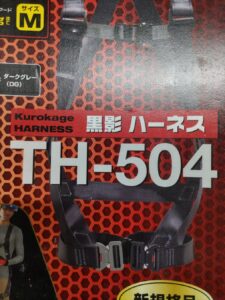 サイズ M
ダークグレー
(DG)
Kurokage
HARNESS 黒影 ハーネス
TH-504
新規格品